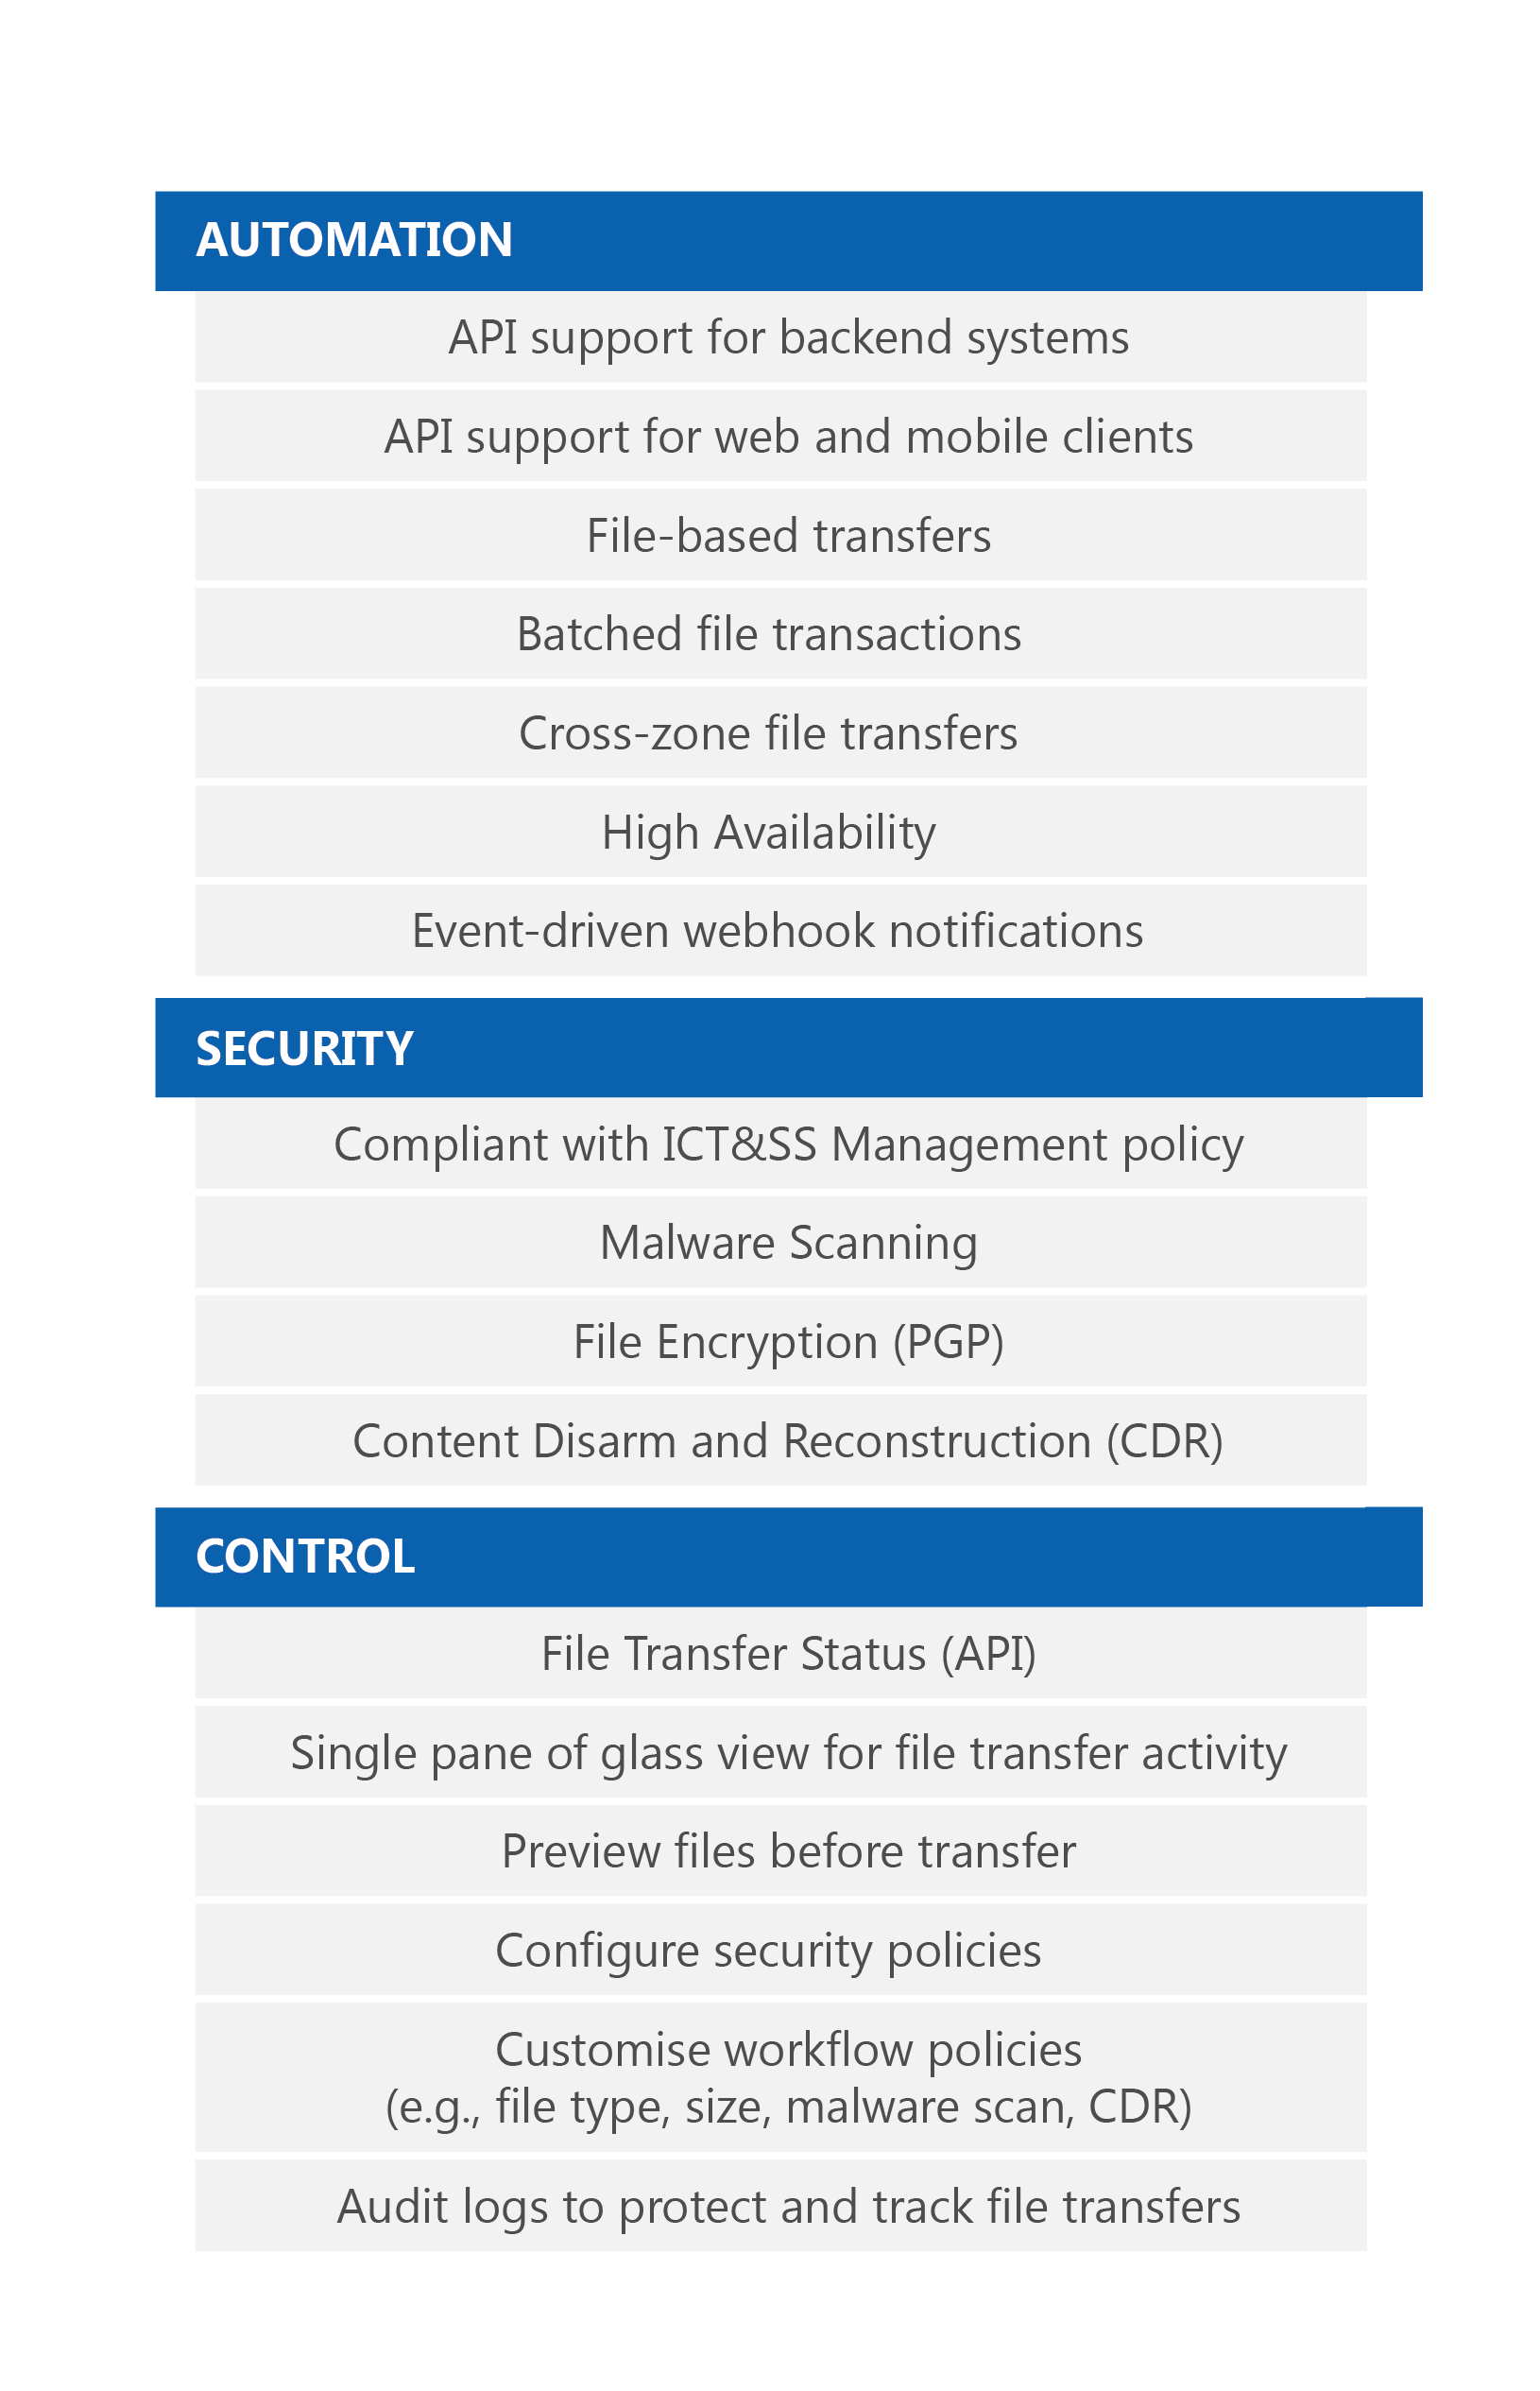 AUTOMATION
API support for backend systems
API support for web and mobile clients
File-based transfers
Batched file transactions
Cross-zone file transfers
High Availability
Event-driven webhook notifications
SECURITY
Compliant with ICT&SS Management policy
Malware Scanning
File Encryption (PGP)
Content Disarm and Reconstruction (CDR)
CONTROL
File Transfer Status (API)
Single pane of glass view for file transfer activity
Preview files before transfer
Configure security policies
Customise workflow policies
(e.g., file type, size, malware scan, CDR)
Audit logs to protect and track file transfers